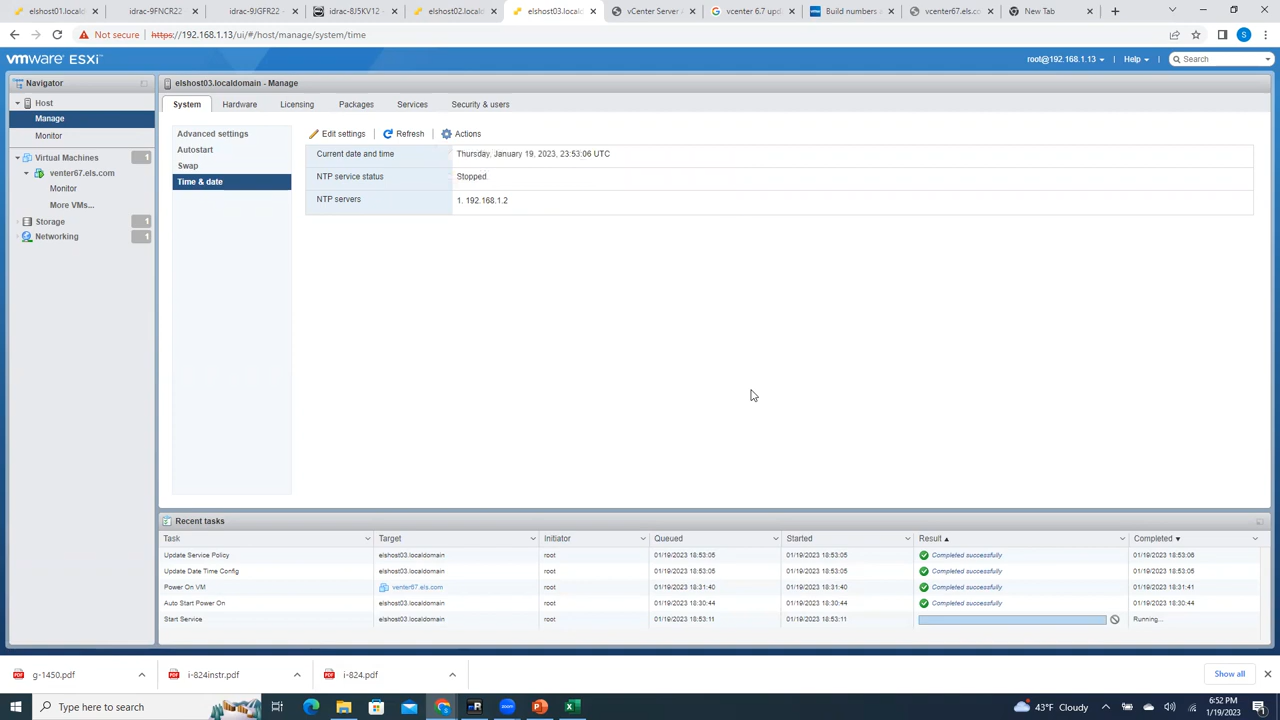 elshost01.locald
idrac-9FNCR22
idrac-9JGFR22 -
idrac-8J5KV12 -
elshost02.locald
elshost03.locald
vCenter Server A
vcenter 6.7 upd
Build numbers a
vcenter67.els.co
New Tab
Not secure
https://192.168.1.13/ui/#/host/manage/system/time
S
vmware ESXi
root@192.168.1.13
Help
Search
Navigator
elshost03.localdomain - Manage
Host
Manage
Monitor
Virtual Machines 1
venter67.els.com
Monitor
More VMs...
Storage 1
Networking 1
System Hardware Licensing Packages Services Security & users
Advanced settings
Autostart
Swap
Time & date
Edit settings Refresh Actions
Current date and time Thursday, January 19, 2023, 23:53:06 UTC
NTP service status Stopped
NTP servers 1. 192.168.1.2
Recent tasks
Task Target Initiator Queued Started Result Completed
Update Service Policy elshost03.localdomain root 01/19/2023 18:53:05 01/19/2023 18:53:05 Completed successfully 01/19/2023 18:53:06
Update Date Time Config elshost03.localdomain root 01/19/2023 18:53:05 01/19/2023 18:53:05 Completed successfully 01/19/2023 18:53:05
Power On VM venter67.els.com root 01/19/2023 18:31:40 01/19/2023 18:31:40 Completed successfully 01/19/2023 18:31:41
Auto Start Power On elshost03.localdomain root 01/19/2023 18:30:44 01/19/2023 18:30:44 Completed successfully 01/19/2023 18:30:44
Start Service elshost03.localdomain root 01/19/2023 18:53:11 01/19/2023 18:53:11 Running...
g-1450.pdf
i-824instr.pdf
i-824.pdf
Show all
Type here to search
43°F Cloudy
6:52 PM
1/19/2023